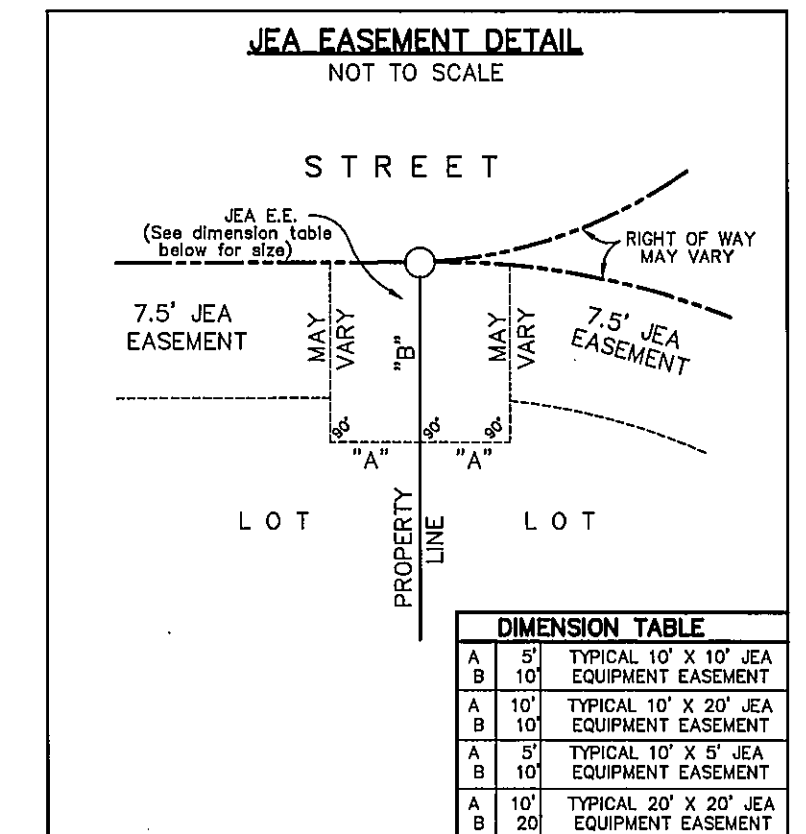 JEA EASEMENT DETAIL
NOT TO SCALE
STREET
JEA E.E.
(See dimension table
below for size)
RIGHT OF WAY
MAY VARY
7.5' JEA
EASEMENT
MAY
VARY
"B"
MAY
VARY
7.5' JEA
EASEMENT
90°
90°
90°
"A"
"A"
LOT
PROPERTY
LINE
LOT
DIMENSION TABLE
A 5' TYPICAL 10' X 10' JEA
B 10' EQUIPMENT EASEMENT
A 10' TYPICAL 10' X 20' JEA
B 10' EQUIPMENT EASEMENT
A 5' TYPICAL 10' X 5' JEA
B 10' EQUIPMENT EASEMENT
A 10' TYPICAL 20' X 20' JEA
B 20' EQUIPMENT EASEMENT